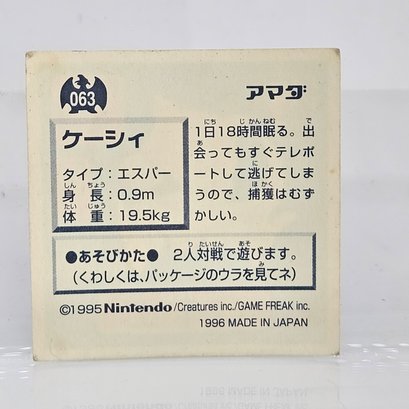 063
アマダ
ケーシィ
タイプ：エスパー
身長：0.9m
体重：19.5kg
1日18時間眠る。出
会ってもすぐテレポ
ートして逃げてしま
うので、捕獲はむず
かしい。
●あそびかた● 2人対戦で遊びます。
(くわしくは、パッケージのウラを見てネ)
©1995 Nintendo/Creatures inc./GAME FREAK inc.
1996 MADE IN JAPAN